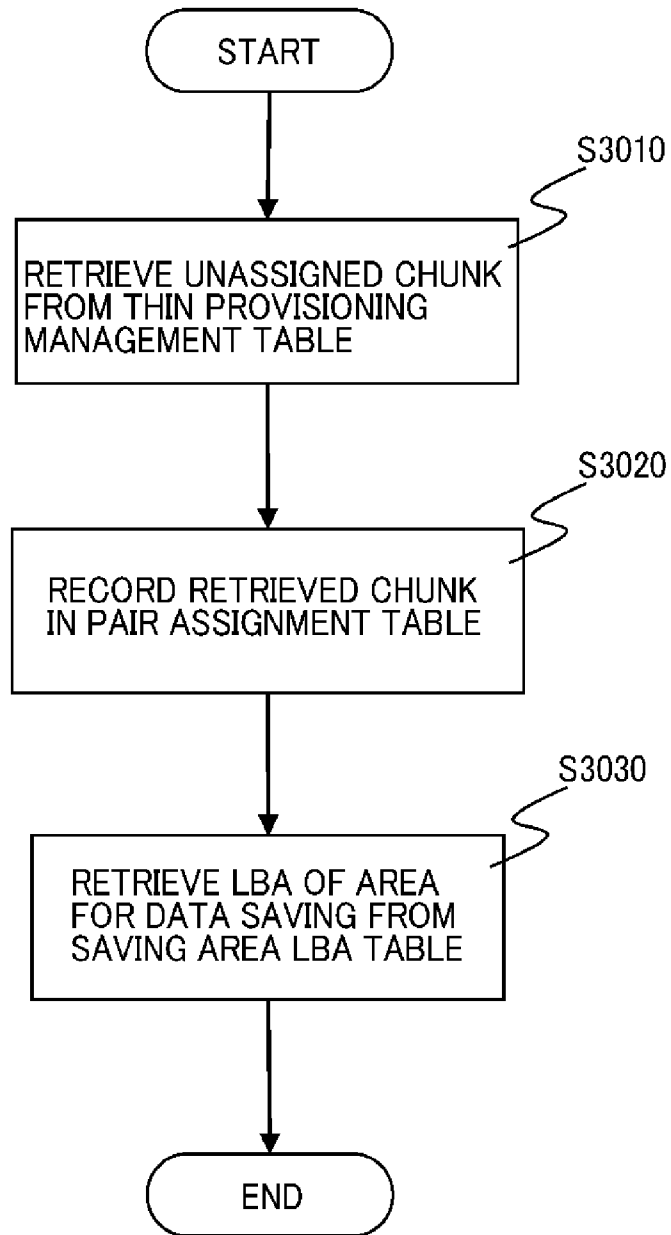 START
S3010
RETRIEVE UNASSIGNED CHUNK
FROM THIN PROVISIONING
MANAGEMENT TABLE
S3020
RECORD RETRIEVED CHUNK
IN PAIR ASSIGNMENT TABLE
S3030
RETRIEVE LBA OF AREA
FOR DATA SAVING FROM
SAVING AREA LBA TABLE
END